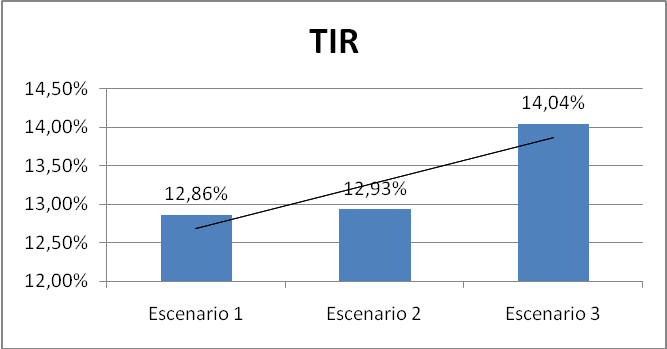 TIR
14,50%
14,00%
13,50%
13,00%
12,50%
12,00%
12,86%
12,93%
14,04%
Escenario 1
Escenario 2
Escenario 3